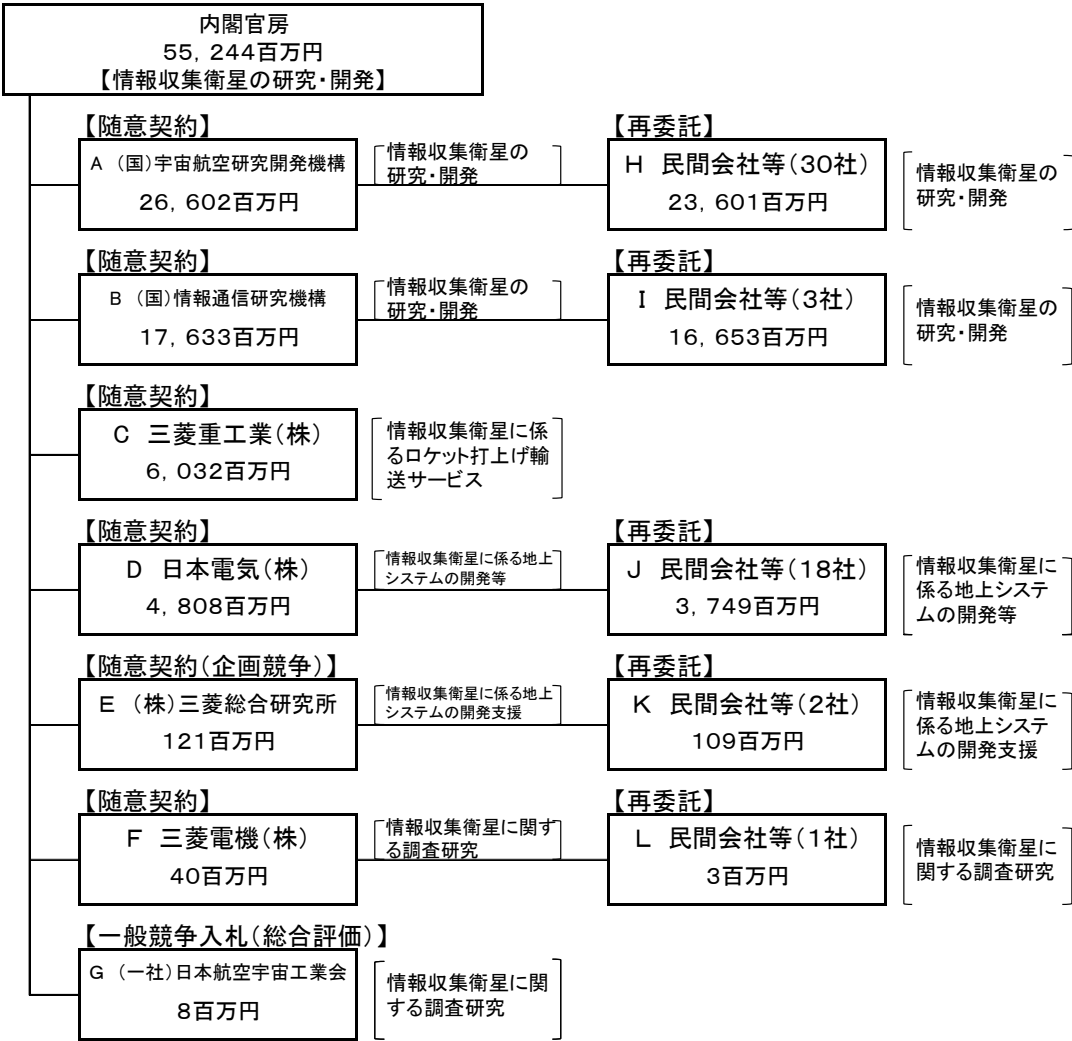 内閣官房
55,244百万円
【情報収集衛星の研究・開発】
【随意契約】
A (国)宇宙航空研究開発機構
26,602百万円
情報収集衛星の
研究・開発
【再委託】
H 民間会社等(30社)
23,601百万円
情報収集衛星の
研究・開発
【随意契約】
B (国)情報通信研究機構
17,633百万円
情報収集衛星の
研究・開発
【再委託】
I 民間会社等(3社)
16,653百万円
情報収集衛星の
研究・開発
【随意契約】
C 三菱重工業(株)
6,032百万円
情報収集衛星に係
るロケット打上げ輸
送サービス
【随意契約】
D 日本電気(株)
4,808百万円
情報収集衛星に係る地上
システムの開発等
【再委託】
J 民間会社等(18社)
3,749百万円
情報収集衛星に
係る地上システ
ムの開発等
【随意契約(企画競争)】
E (株)三菱総合研究所
121百万円
情報収集衛星に係る地上
システムの開発支援
【再委託】
K 民間会社等(2社)
109百万円
情報収集衛星に
係る地上システ
ムの開発支援
【随意契約】
F 三菱電機(株)
40百万円
情報収集衛星に関す
る調査研究
【再委託】
L 民間会社等(1社)
3百万円
情報収集衛星に
関する調査研究
【一般競争入札(総合評価)】
G (一社)日本航空宇宙工業会
8百万円
情報収集衛星に関
する調査研究